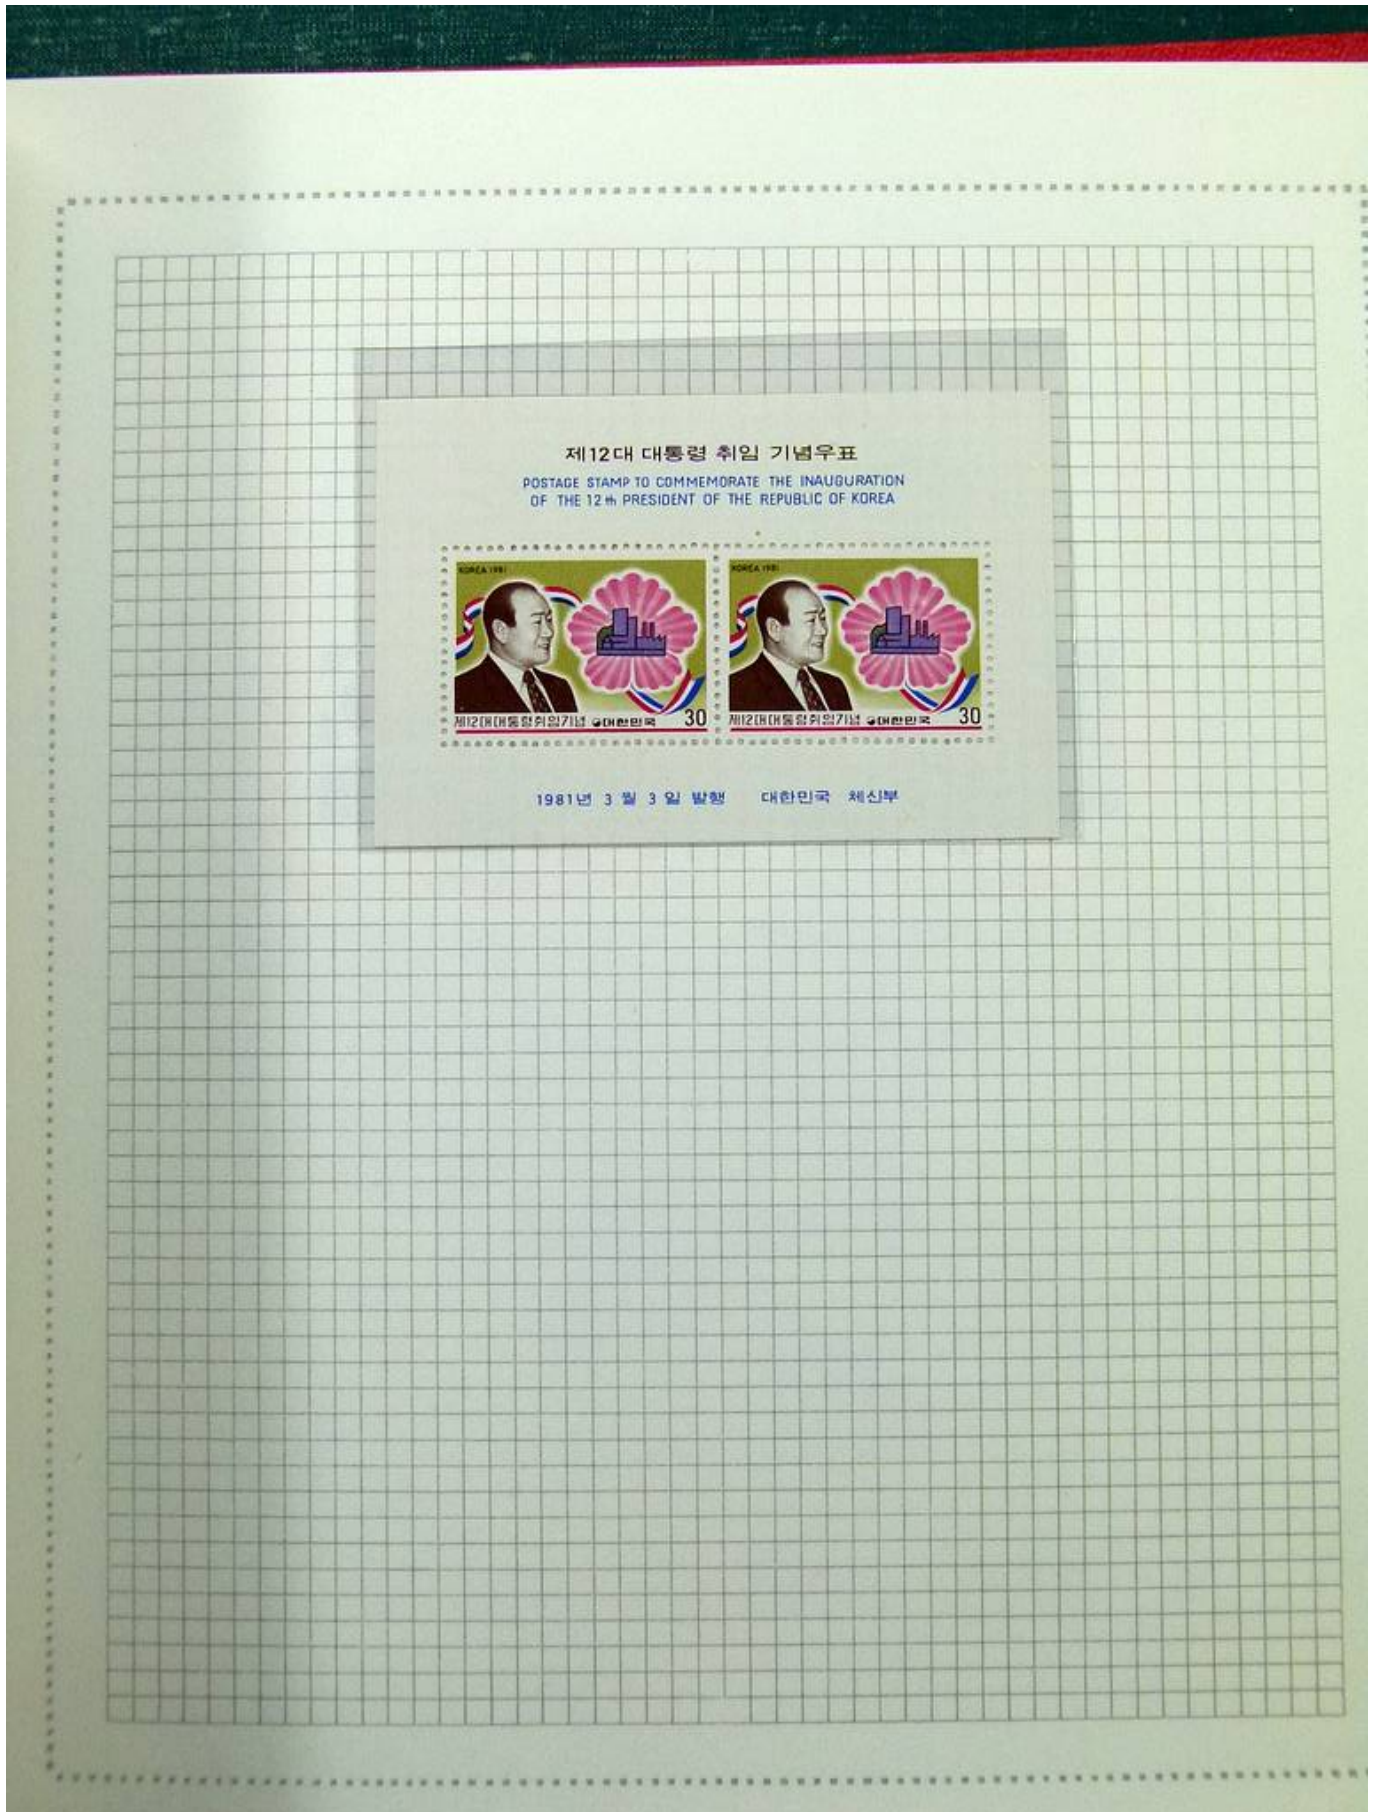 제12대 대통령 취임 기념우표
POSTAGE STAMP TO COMMEMORATE THE INAUGURATION
OF THE 12th PRESIDENT OF THE REPUBLIC OF KOREA
KOREA 1981
제12대대통령취임기념 대한민국 30
KOREA 1981
제12대대통령취임기념 대한민국 30
1981년 3월 3일 발행 대한민국 체신부